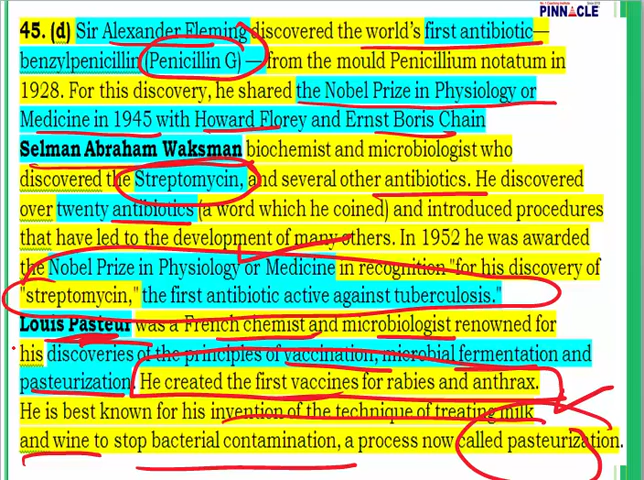 PINNACLE
45. (d) Sir Alexander Fleming discovered the world's first antibiotic—
benzylpenicillin (Penicillin G) —from the mould Penicillium notatum in
1928. For this discovery, he shared the Nobel Prize in Physiology or
Medicine in 1945 with Howard Florey and Ernst Boris Chain
Selman Abraham Waksman biochemist and microbiologist who
discovered the Streptomycin, and several other antibiotics. He discovered
over twenty antibiotics (a word which he coined) and introduced procedures
that have led to the development of many others. In 1952 he was awarded
the Nobel Prize in Physiology or Medicine in recognition "for his discovery of
"streptomycin," the first antibiotic active against tuberculosis."
Louis Pasteur was a French chemist and microbiologist renowned for
his discoveries of the principles of vaccination, microbial fermentation and
pasteurization. He created the first vaccines for rabies and anthrax.
He is best known for his invention of the technique of treating milk
and wine to stop bacterial contamination, a process now called pasteurization.